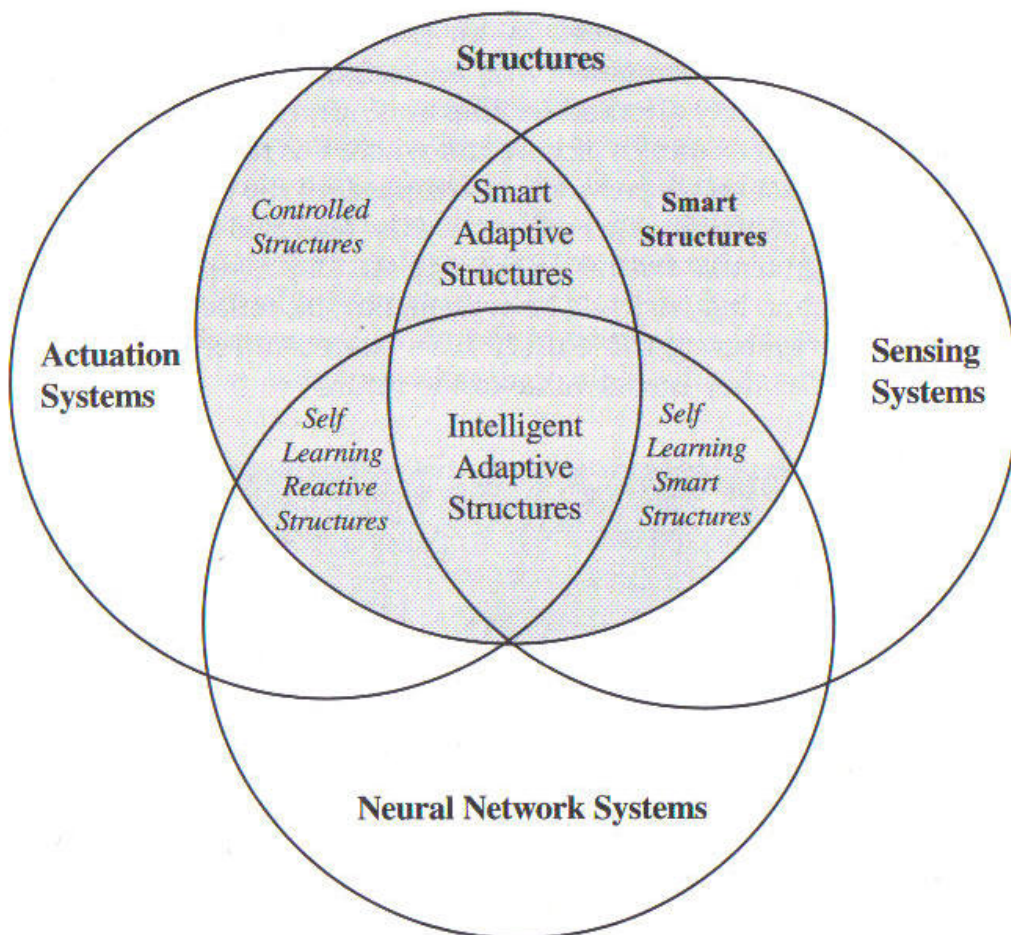 Structures
Controlled
Structures
Smart
Adaptive
Structures
Smart
Structures
Actuation
Systems
Sensing
Systems
Self
Learning
Reactive
Structures
Intelligent
Adaptive
Structures
Self
Learning
Smart
Structures
Neural Network Systems